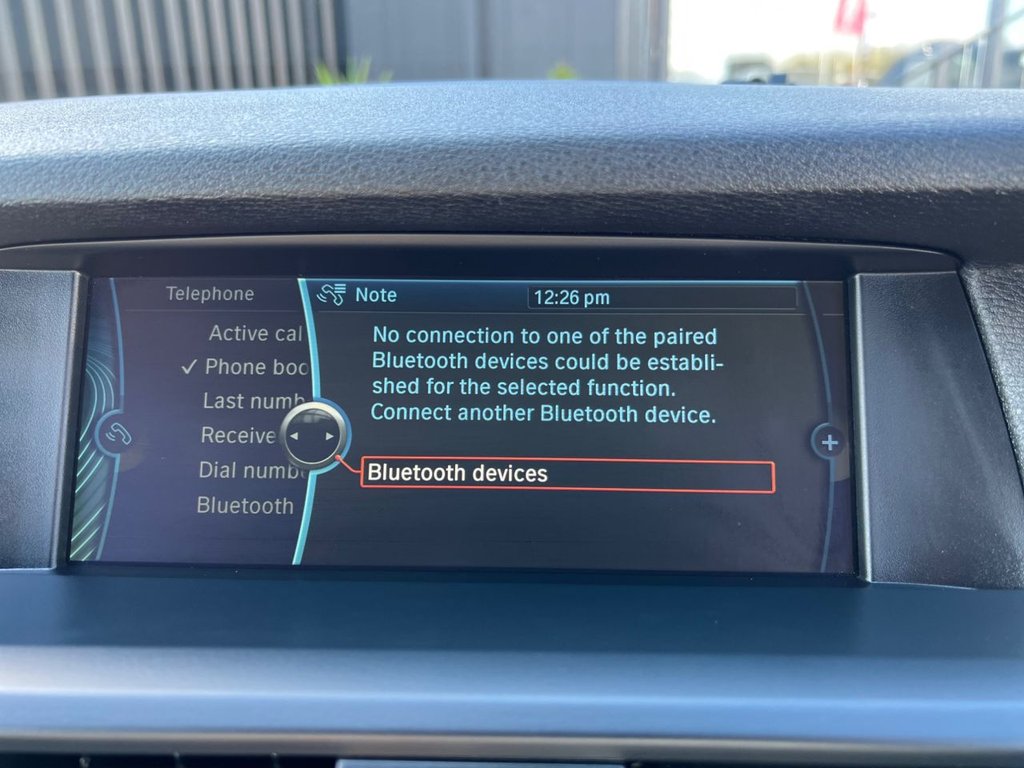 Telephone
Active cal
✓ Phone boo
Last numb
Receive
Dial numb
Bluetooth
Note
12:26 pm
No connection to one of the paired
Bluetooth devices could be establi-
shed for the selected function.
Connect another Bluetooth device.
Bluetooth devices